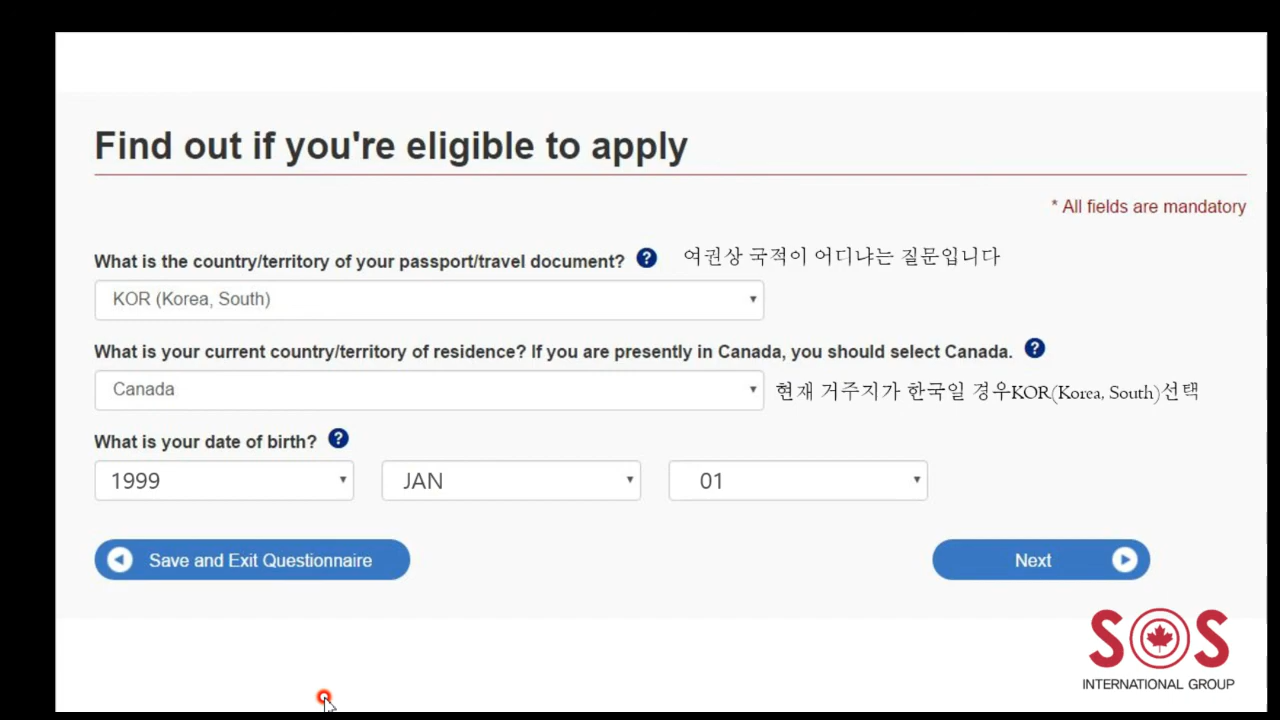 Find out if you're eligible to apply
* All fields are mandatory
What is the country/territory of your passport/travel document? ? 여권상 국적이 어디냐는 질문입니다
KOR (Korea, South)
What is your current country/territory of residence? If you are presently in Canada, you should select Canada. ?
Canada 현재 거주지가 한국일 경우KOR(Korea, South)선택
What is your date of birth? ?
1999 JAN 01
Save and Exit Questionnaire Next
SOS
INTERNATIONAL GROUP